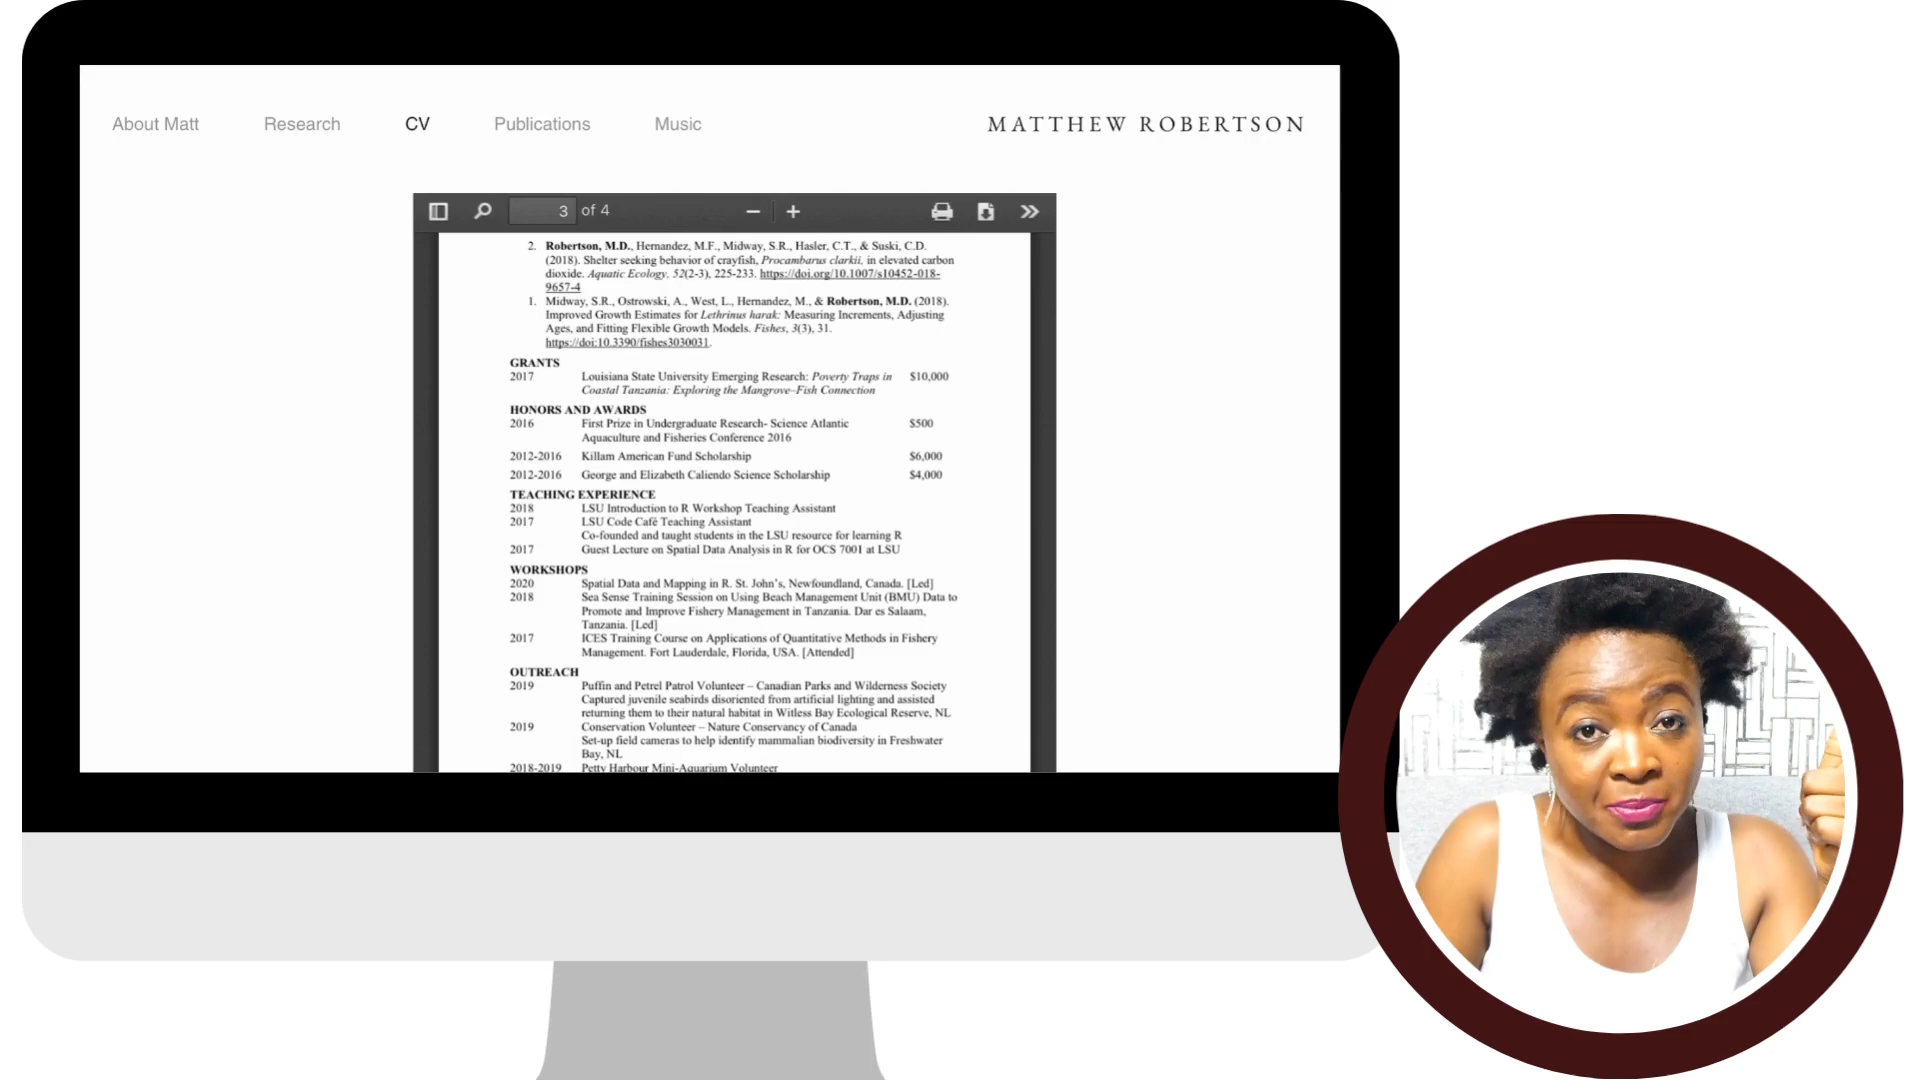 About Matt Research CV Publications Music MATTHEW ROBERTSON
3 of 4
2. Robertson, M.D., Hernandez, M.F., Midway, S.R., Hasler, C.T., & Suski, C.D.
(2018). Shelter seeking behavior of crayfish, Procambarus clarkii, in elevated carbon
dioxide. Aquatic Ecology, 52(2-3), 225-233. https://doi.org/10.1007/s10452-018-
9657-4
1. Midway, S.R., Ostrowski, A., West, L., Hernandez, M., & Robertson, M.D. (2018).
Improved Growth Estimates for Lethrinus harak: Measuring Increments, Adjusting
Ages, and Fitting Flexible Growth Models. Fishes, 3(3), 31.
https://doi:10.3390/fishes3030031.
GRANTS
2017 Louisiana State University Emerging Research: Poverty Traps in $10,000
Coastal Tanzania: Exploring the Mangrove–Fish Connection
HONORS AND AWARDS
2016 First Prize in Undergraduate Research- Science Atlantic $500
Aquaculture and Fisheries Conference 2016
2012-2016 Killam American Fund Scholarship $6,000
2012-2016 George and Elizabeth Caliendo Science Scholarship $4,000
TEACHING EXPERIENCE
2018 LSU Introduction to R Workshop Teaching Assistant
2017 LSU Code Café Teaching Assistant
Co-founded and taught students in the LSU resource for learning R
2017 Guest Lecture on Spatial Data Analysis in R for OCS 7001 at LSU
WORKSHOPS
2020 Spatial Data and Mapping in R. St. John's, Newfoundland, Canada. [Led]
2018 Sea Sense Training Session on Using Beach Management Unit (BMU) Data to
Promote and Improve Fishery Management in Tanzania. Dar es Salaam,
Tanzania. [Led]
2017 ICES Training Course on Applications of Quantitative Methods in Fishery
Management. Fort Lauderdale, Florida, USA. [Attended]
OUTREACH
2019 Puffin and Petrel Patrol Volunteer – Canadian Parks and Wilderness Society
Captured juvenile seabirds disoriented from artificial lighting and assisted
returning them to their natural habitat in Witless Bay Ecological Reserve, NL
2019 Conservation Volunteer – Nature Conservancy of Canada
Set-up field cameras to help identify mammalian biodiversity in Freshwater
Bay, NL
2018-2019 Petty Harbour Mini-Aquarium Volunteer